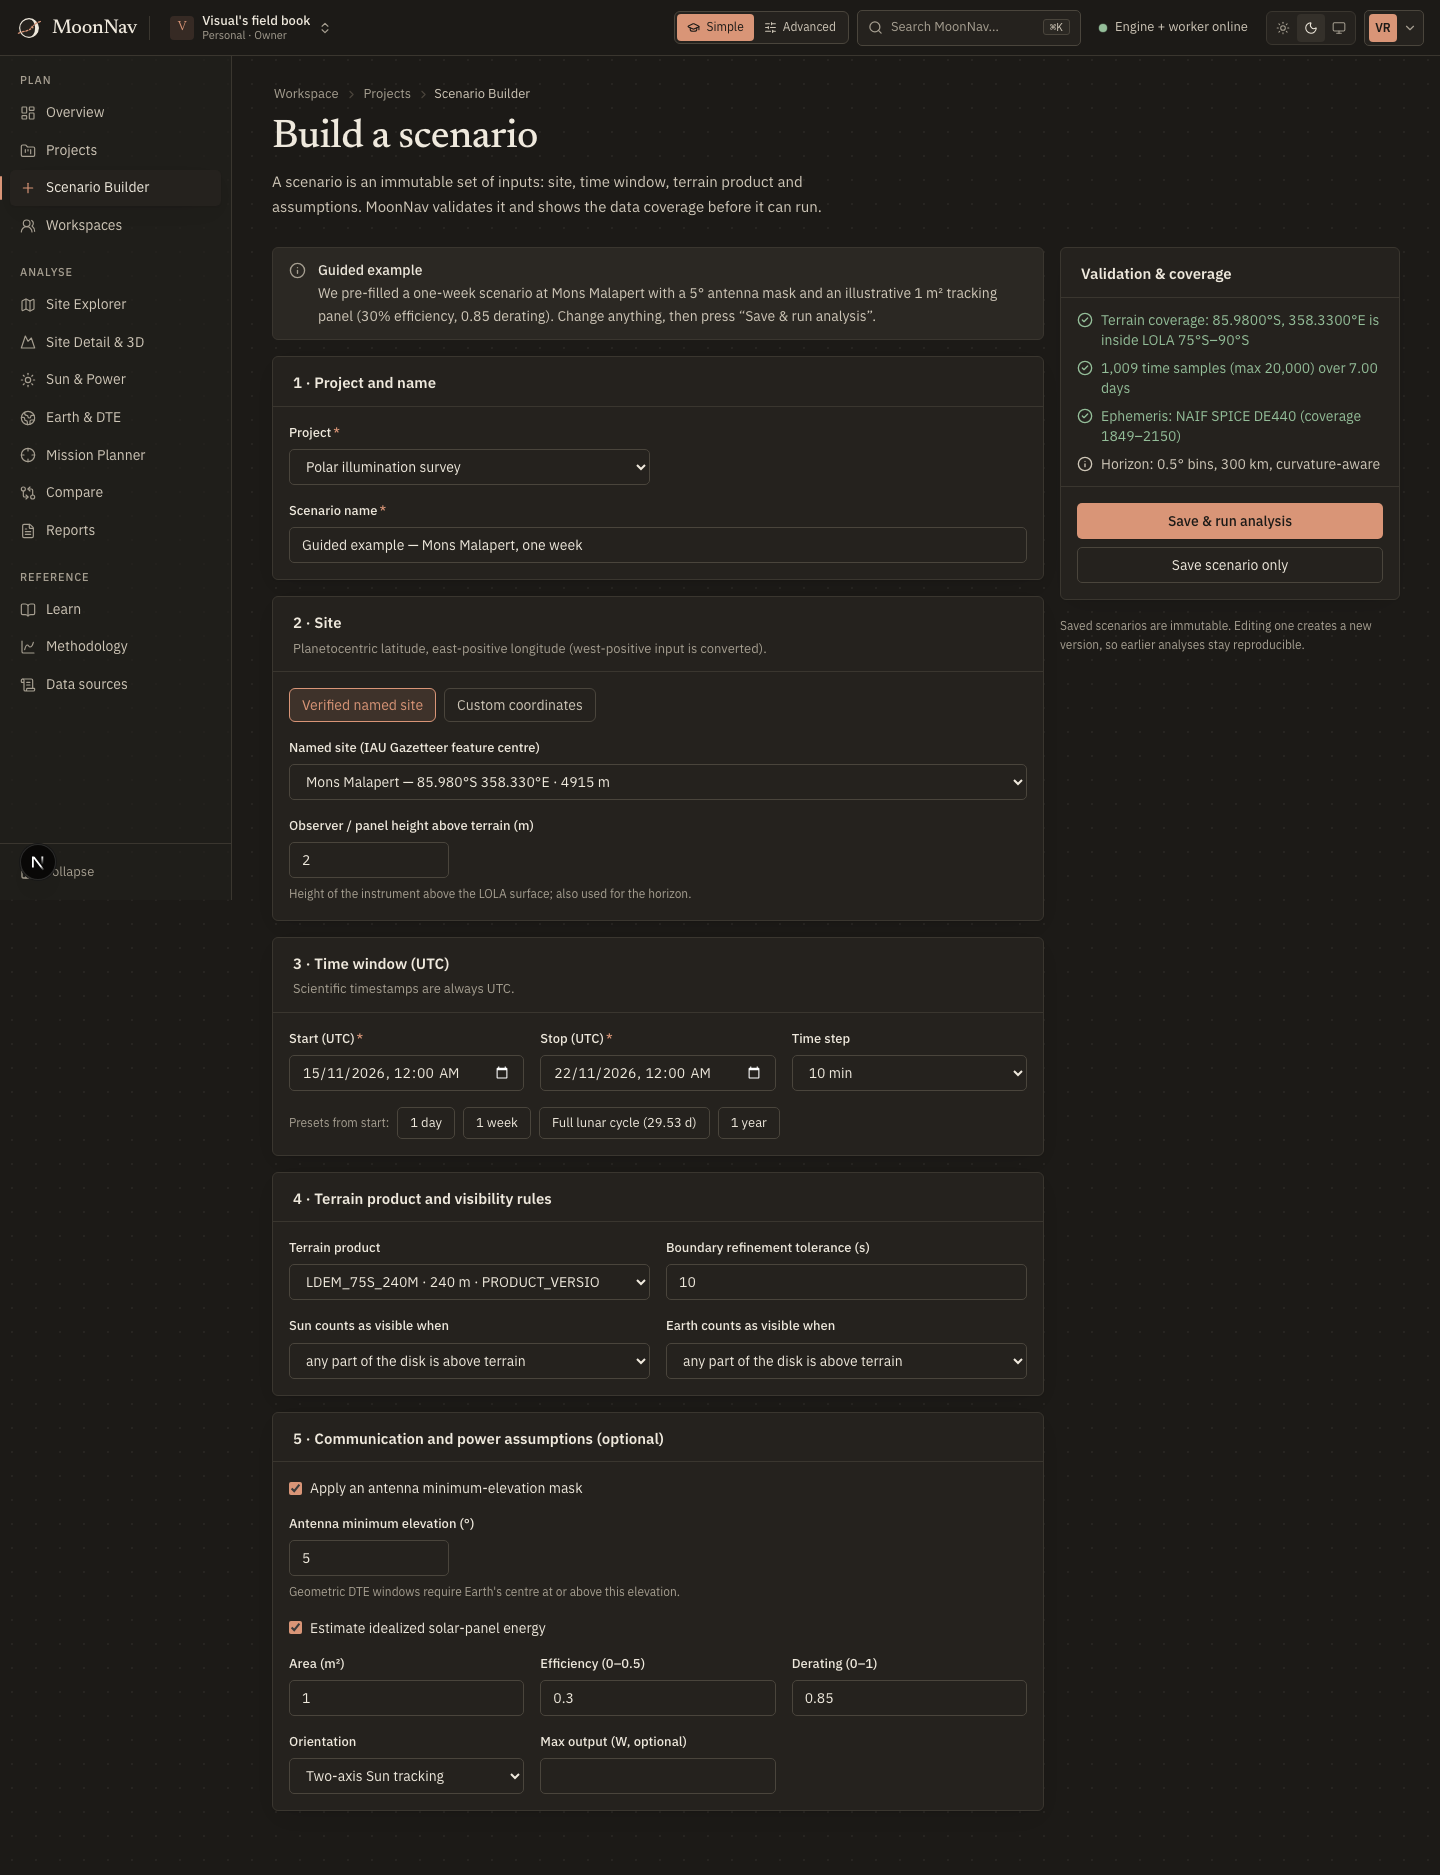 MoonNav
V
Visual's field book
Personal · Owner
Simple
Advanced
Search MoonNav...
⌘K
Engine + worker online
VR
PLAN
Overview
Projects
Scenario Builder
Workspaces
ANALYSE
Site Explorer
Site Detail & 3D
Sun & Power
Earth & DTE
Mission Planner
Compare
Reports
REFERENCE
Learn
Methodology
Data sources
N
ollapse
Workspace
Projects
Scenario Builder
Build a scenario
A scenario is an immutable set of inputs: site, time window, terrain product and
assumptions. MoonNav validates it and shows the data coverage before it can run.
Guided example
We pre-filled a one-week scenario at Mons Malapert with a 5° antenna mask and an illustrative 1 m² tracking
panel (30% efficiency, 0.85 derating). Change anything, then press “Save & run analysis”.
1 · Project and name
Project *
Polar illumination survey
Scenario name *
Guided example — Mons Malapert, one week
2 · Site
Planetocentric latitude, east-positive longitude (west-positive input is converted).
Verified named site
Custom coordinates
Named site (IAU Gazetteer feature centre)
Mons Malapert — 85.980°S 358.330°E · 4915 m
Observer / panel height above terrain (m)
2
Height of the instrument above the LOLA surface; also used for the horizon.
3 · Time window (UTC)
Scientific timestamps are always UTC.
Start (UTC) *
Stop (UTC) *
Time step
15/11/2026, 12:00 AM
22/11/2026, 12:00 AM
10 min
Presets from start:
1 day
1 week
Full lunar cycle (29.53 d)
1 year
4 · Terrain product and visibility rules
Terrain product
Boundary refinement tolerance (s)
LDEM_75S_240M · 240 m · PRODUCT_VERSIO
10
Sun counts as visible when
Earth counts as visible when
any part of the disk is above terrain
any part of the disk is above terrain
5 · Communication and power assumptions (optional)
Apply an antenna minimum-elevation mask
Antenna minimum elevation (°)
5
Geometric DTE windows require Earth's centre at or above this elevation.
Estimate idealized solar-panel energy
Area (m²)
Efficiency (0–0.5)
Derating (0–1)
1
0.3
0.85
Orientation
Max output (W, optional)
Two-axis Sun tracking
Validation & coverage
Terrain coverage: 85.9800°S, 358.3300°E is
inside LOLA 75°S–90°S
1,009 time samples (max 20,000) over 7.00
days
Ephemeris: NAIF SPICE DE440 (coverage
1849–2150)
Horizon: 0.5° bins, 300 km, curvature-aware
Save & run analysis
Save scenario only
Saved scenarios are immutable. Editing one creates a new
version, so earlier analyses stay reproducible.